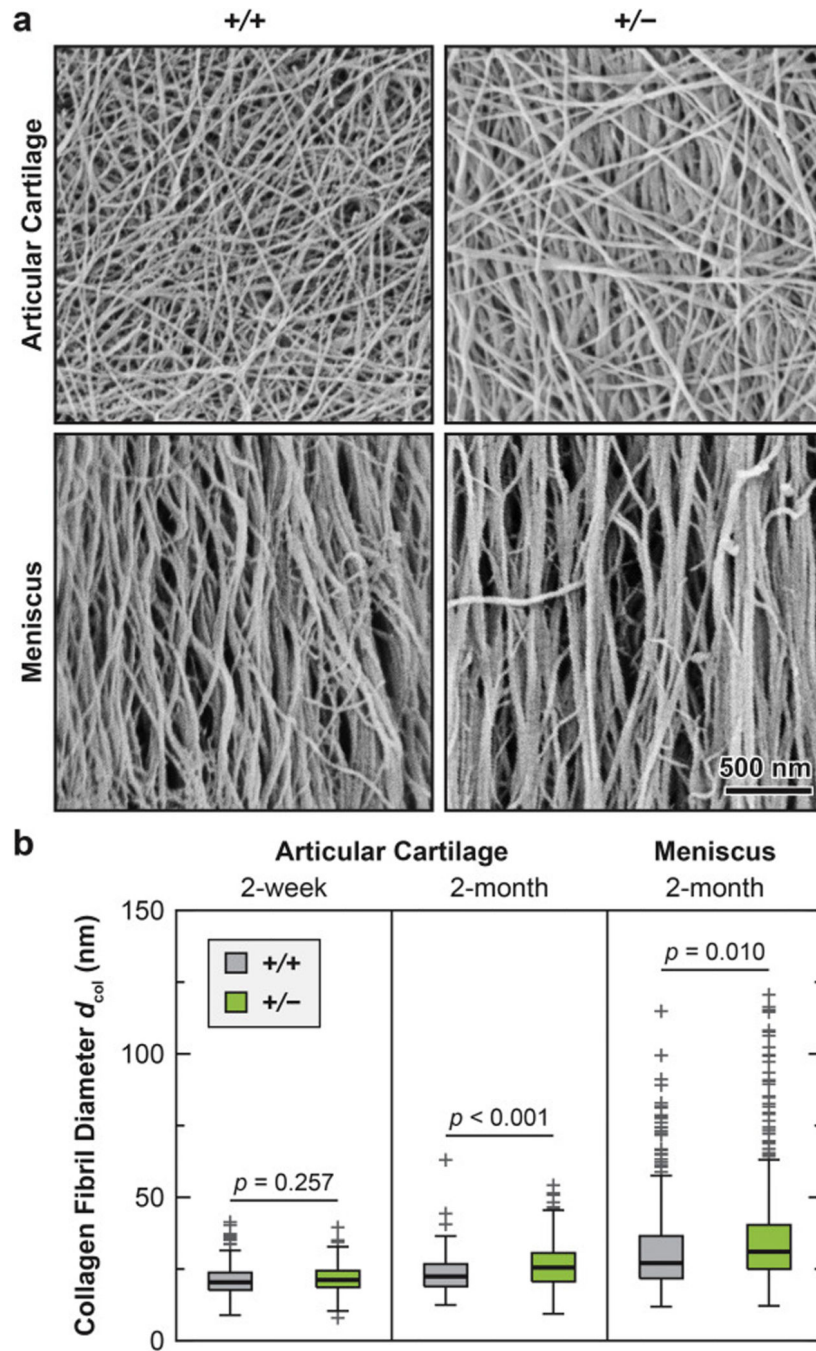 a
+/+ +/−
Articular Cartilage
Meniscus
500 nm
b
Articular Cartilage Meniscus
2-week 2-month 2-month
Collagen Fibril Diameter dcol (nm)
150
100
50
0
+/+
+/−
p = 0.257
p < 0.001
p = 0.010